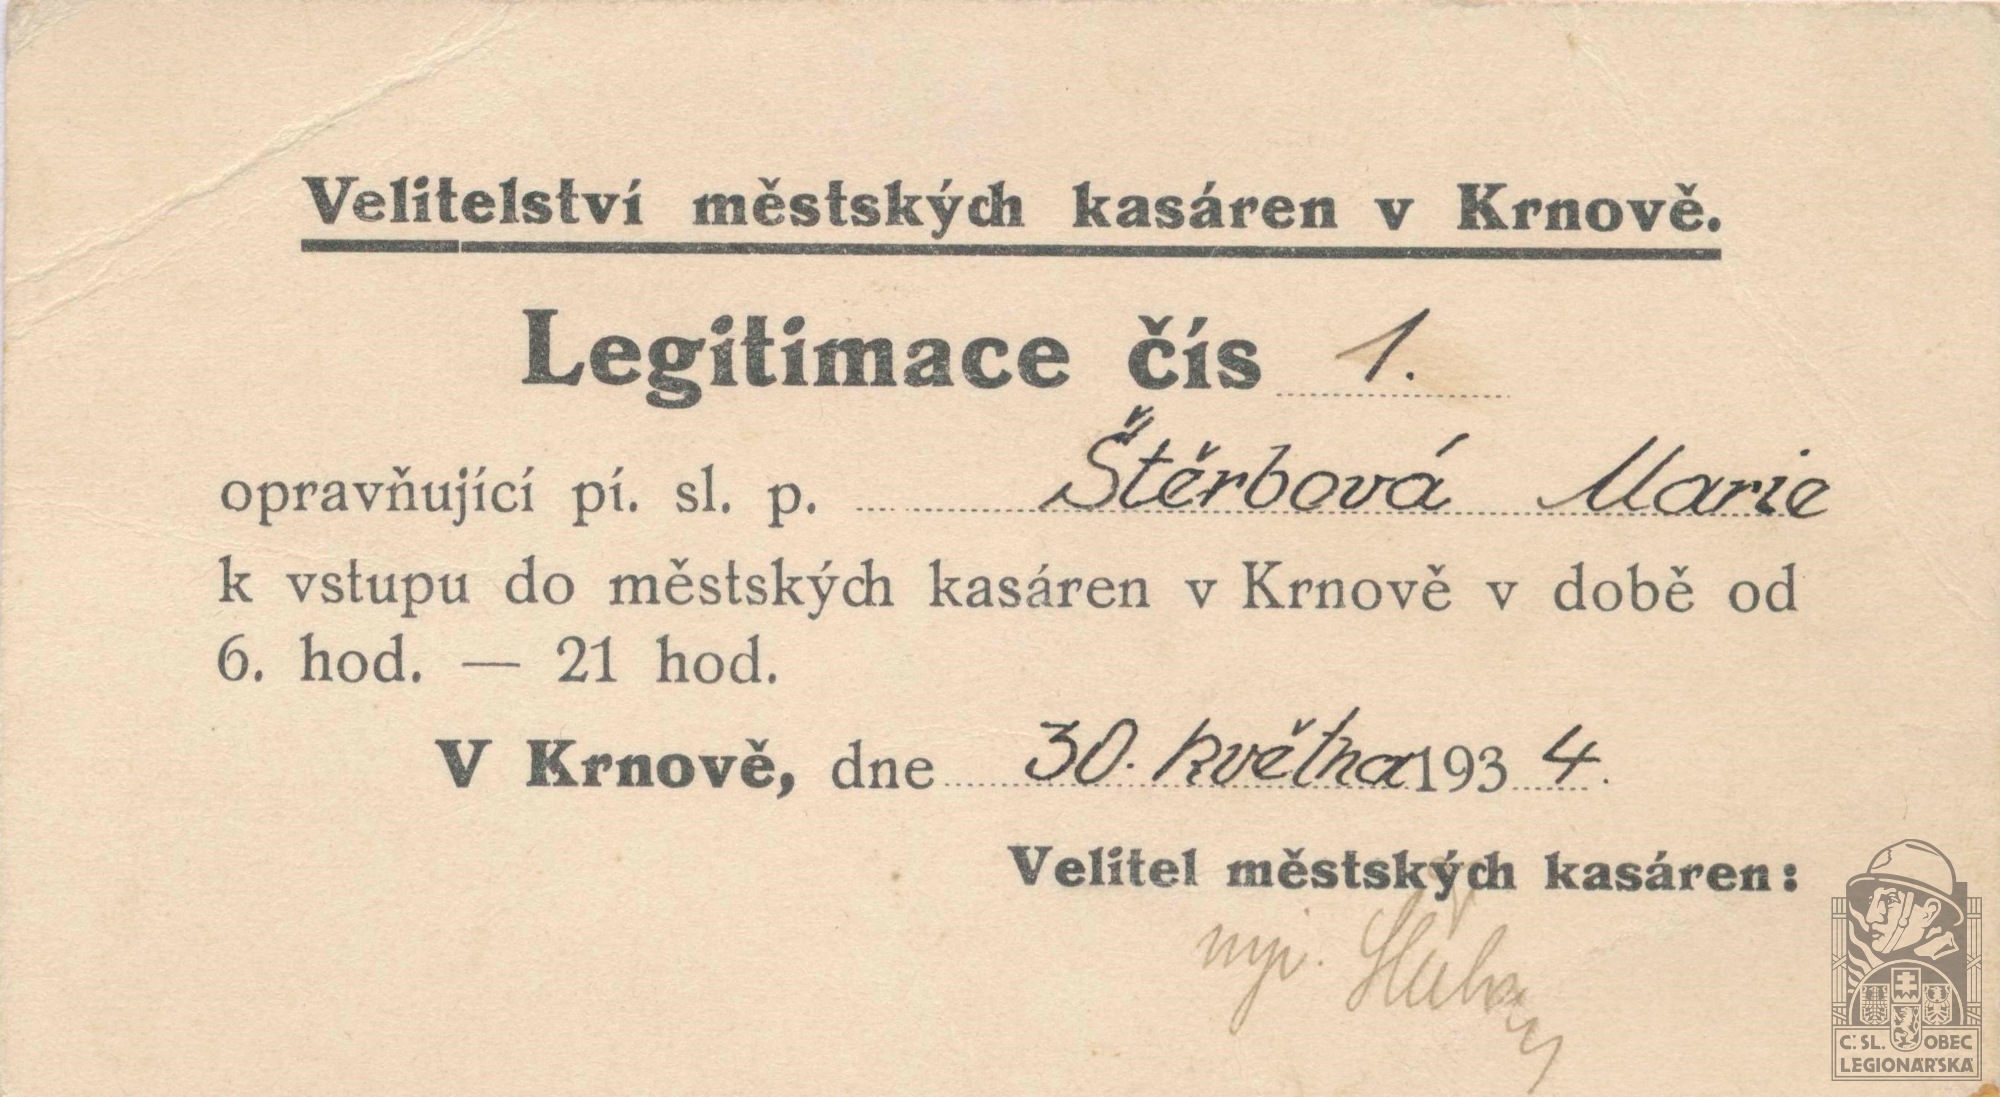 Velitelství městských kasáren v Krnově.
Legitimace čís 1.
opravňující pí. sl. p. Štěrbová Marie
k vstupu do městských kasáren v Krnově v době od
6. hod. — 21 hod.
V Krnově, dne 30. května 1934.
Velitel městských kasáren:
Č. SL. OBEC
LEGIONÁŘSKÁ